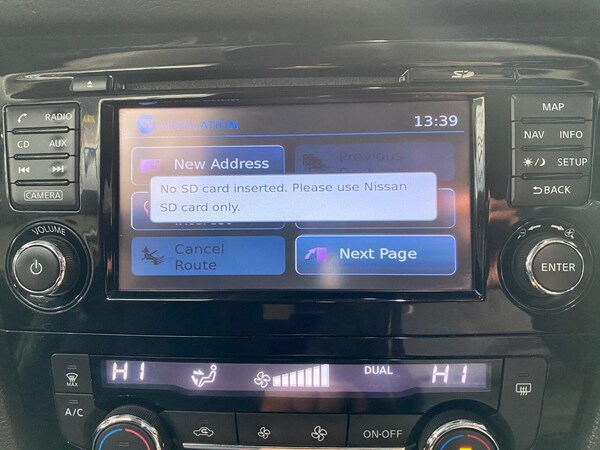 SD
RADIO
CD AUX
CAMERA
VOLUME
13:39
New Address
No SD card inserted. Please use Nissan
SD card only.
Cancel
Route
Next Page
MAP
NAV INFO
SETUP
BACK
ENTER
HI
DUAL
HI
MAX
A/C
ON-OFF